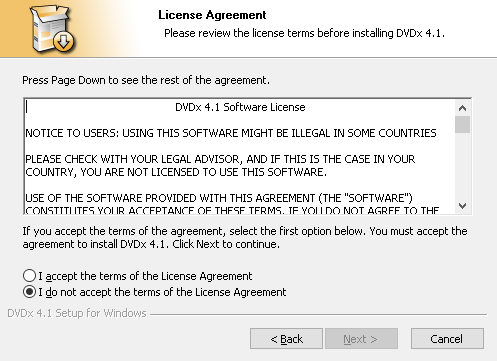 License Agreement
Please review the license terms before installing DVDx 4.1.
Press Page Down to see the rest of the agreement.
DVDx 4.1 Software License
NOTICE TO USERS: USING THIS SOFTWARE MIGHT BE ILLEGAL IN SOME COUNTRIES
PLEASE CHECK WITH YOUR LEGAL ADVISOR, AND IF THIS IS THE CASE IN YOUR
COUNTRY, YOU ARE NOT LICENSED TO USE THIS SOFTWARE.
USE OF THE SOFTWARE PROVIDED WITH THIS AGREEMENT (THE "SOFTWARE")
CONSTITUTES YOUR ACCEPTANCE OF THESE TERMS. IF YOU DO NOT AGREE TO THE
If you accept the terms of the agreement, select the first option below. You must accept the
agreement to install DVDx 4.1. Click Next to continue.
I accept the terms of the License Agreement
I do not accept the terms of the License Agreement
DVDx 4.1 Setup for Windows
< Back
Next >
Cancel